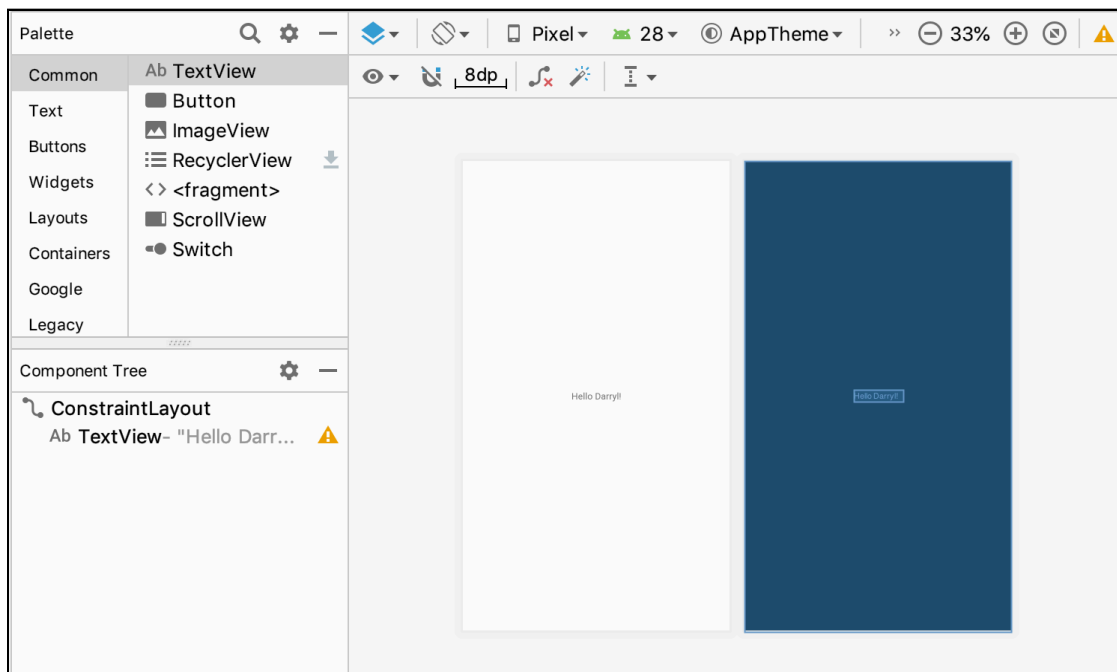 Palette
Pixel 28 AppTheme >> 33%
Common
Text
Buttons
Widgets
Layouts
Containers
Google
Legacy
Ab TextView
Button
ImageView
RecyclerView
<> <fragment>
ScrollView
Switch
8dp
Component Tree
ConstraintLayout
Ab TextView- "Hello Darr...
Hello Darryl!
Hello Darryl!